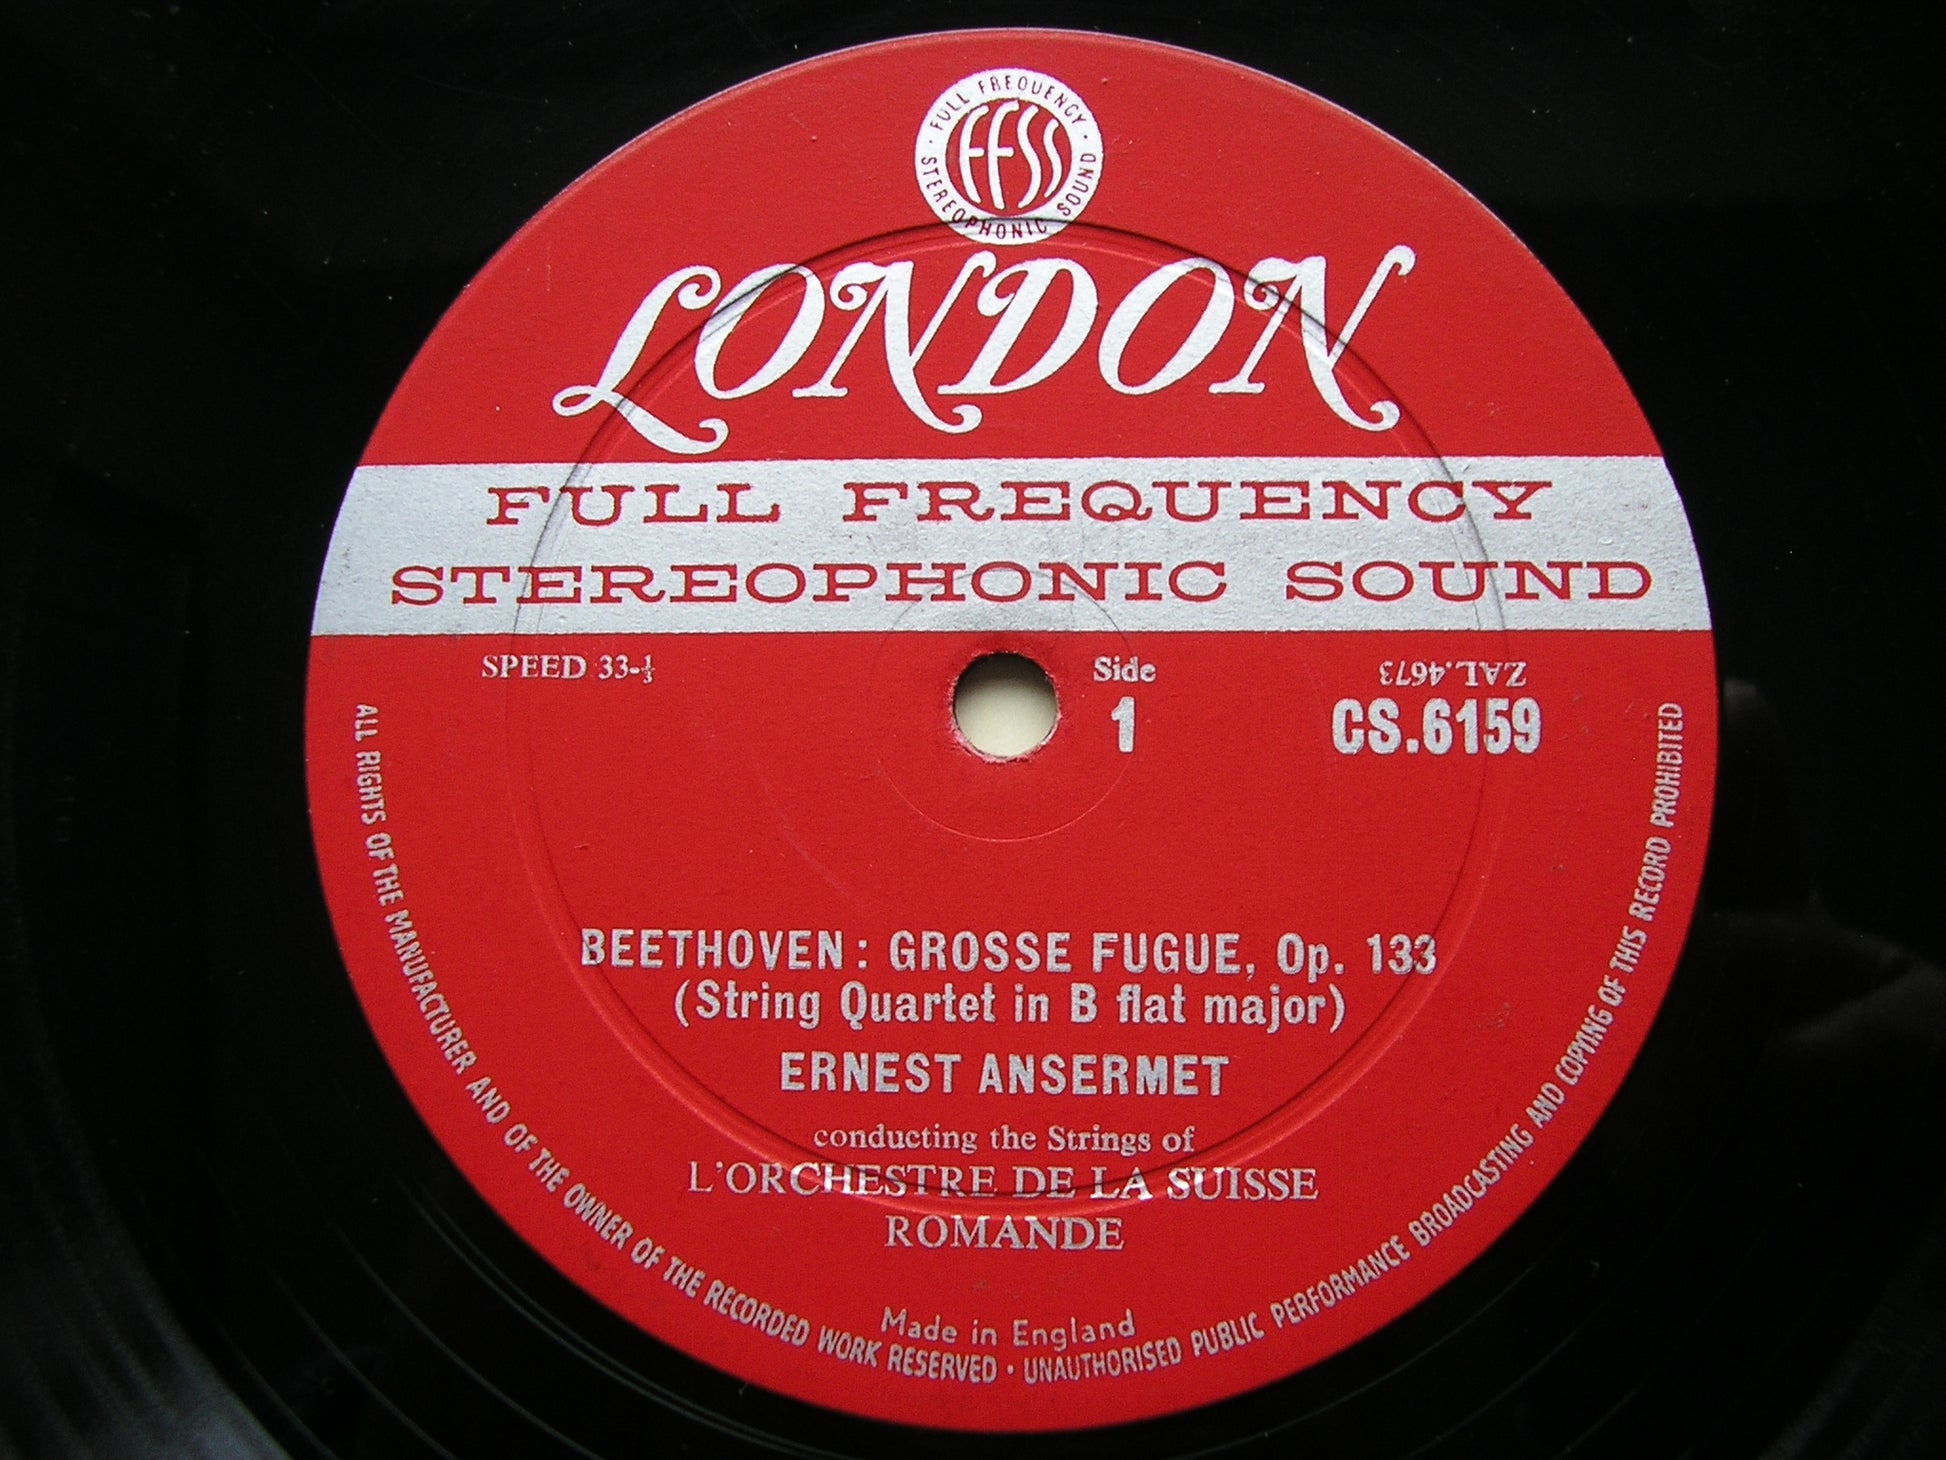 FULL FREQUENCY
FFSS
STEREOPHONIC SOUND
LONDON
FULL FREQUENCY
STEREOPHONIC SOUND
SPEED 33-⅓
Side
1
ZAL.4673
CS.6159
BEETHOVEN: GROSSE FUGUE, Op. 133
(String Quartet in B flat major)
ERNEST ANSERMET
conducting the Strings of
L'ORCHESTRE DE LA SUISSE
ROMANDE
Made in England
ALL RIGHTS OF THE MANUFACTURER AND OF THE OWNER OF THE RECORDED WORK RESERVED · UNAUTHORISED PUBLIC PERFORMANCE BROADCASTING AND COPYING OF THIS RECORD PROHIBITED